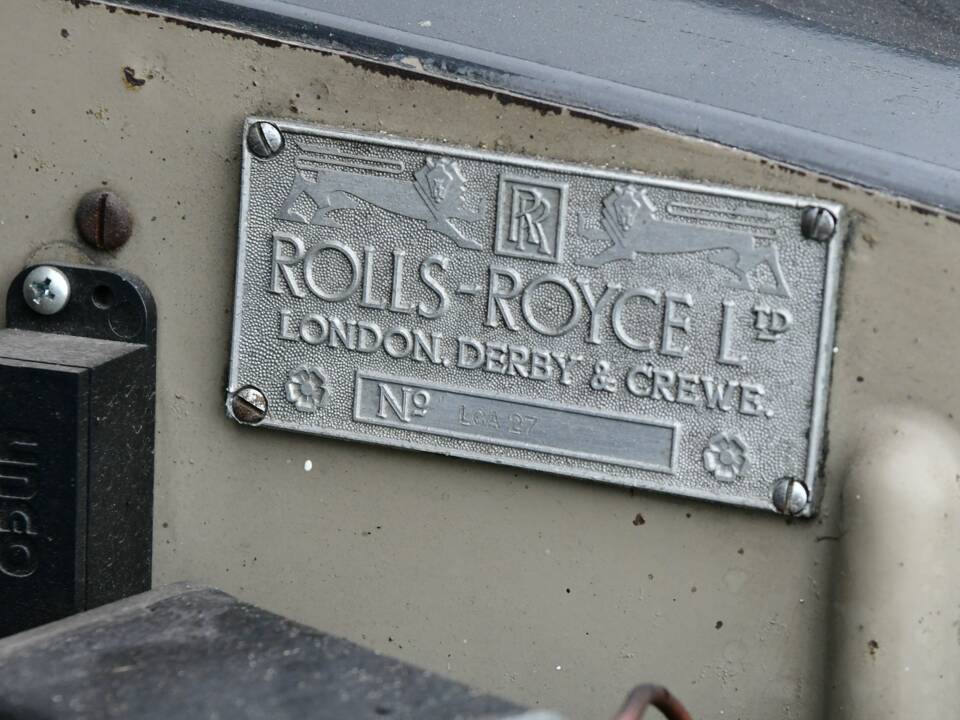 RR
ROLLS-ROYCE LTD
LONDON. DERBY & CREWE.
Nº LCA 27